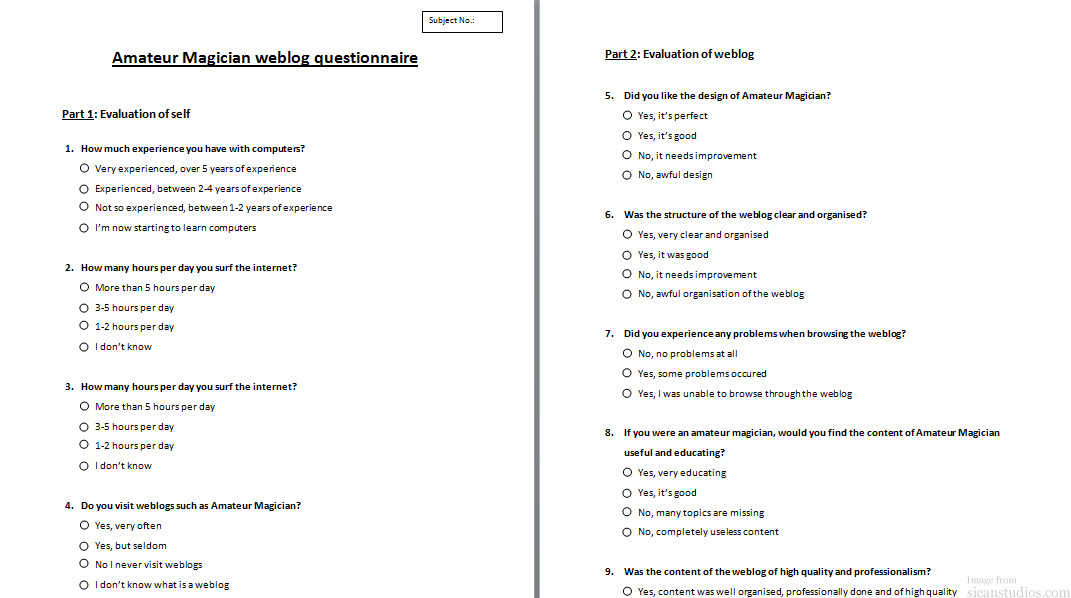 Subject No.:
Amateur Magician weblog questionnaire
Part 1: Evaluation of self
1. How much experience you have with computers?
Very experienced, over 5 years of experience
Experienced, between 2-4 years of experience
Not so experienced, between 1-2 years of experience
I'm now starting to learn computers
2. How many hours per day you surf the internet?
More than 5 hours per day
3-5 hours per day
1-2 hours per day
I don't know
3. How many hours per day you surf the internet?
More than 5 hours per day
3-5 hours per day
1-2 hours per day
I don't know
4. Do you visit weblogs such as Amateur Magician?
Yes, very often
Yes, but seldom
No I never visit weblogs
I don't know what is a weblog
Part 2: Evaluation of weblog
5. Did you like the design of Amateur Magician?
Yes, it's perfect
Yes, it's good
No, it needs improvement
No, awful design
6. Was the structure of the weblog clear and organised?
Yes, very clear and organised
Yes, it was good
No, it needs improvement
No, awful organisation of the weblog
7. Did you experience any problems when browsing the weblog?
No, no problems at all
Yes, some problems occured
Yes, I was unable to browse through the weblog
8. If you were an amateur magician, would you find the content of Amateur Magician
useful and educating?
Yes, very educating
Yes, it's good
No, many topics are missing
No, completely useless content
9. Was the content of the weblog of high quality and professionalism?
Yes, content was well organised, professionally done and of high quality
Image from
sicanstudios.com